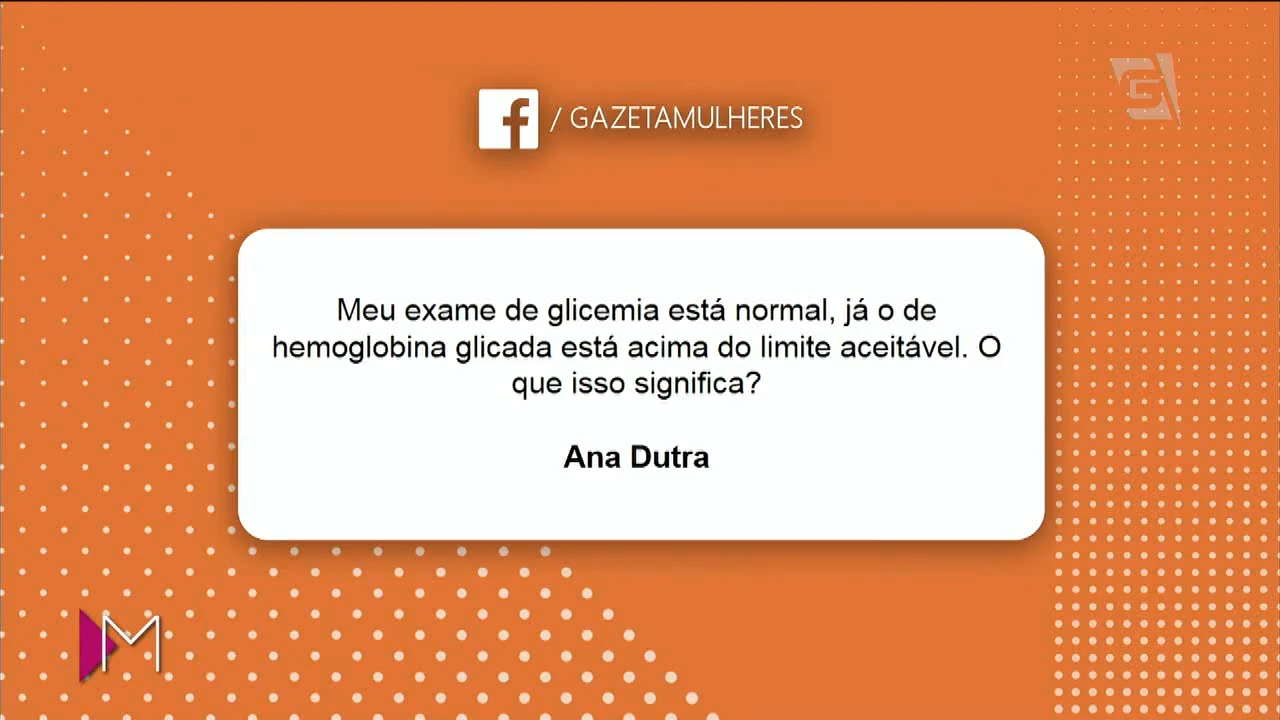 f / GAZETAMULHERES
G
Meu exame de glicemia está normal, já o de
hemoglobina glicada está acima do limite aceitável. O
que isso significa?
Ana Dutra
M